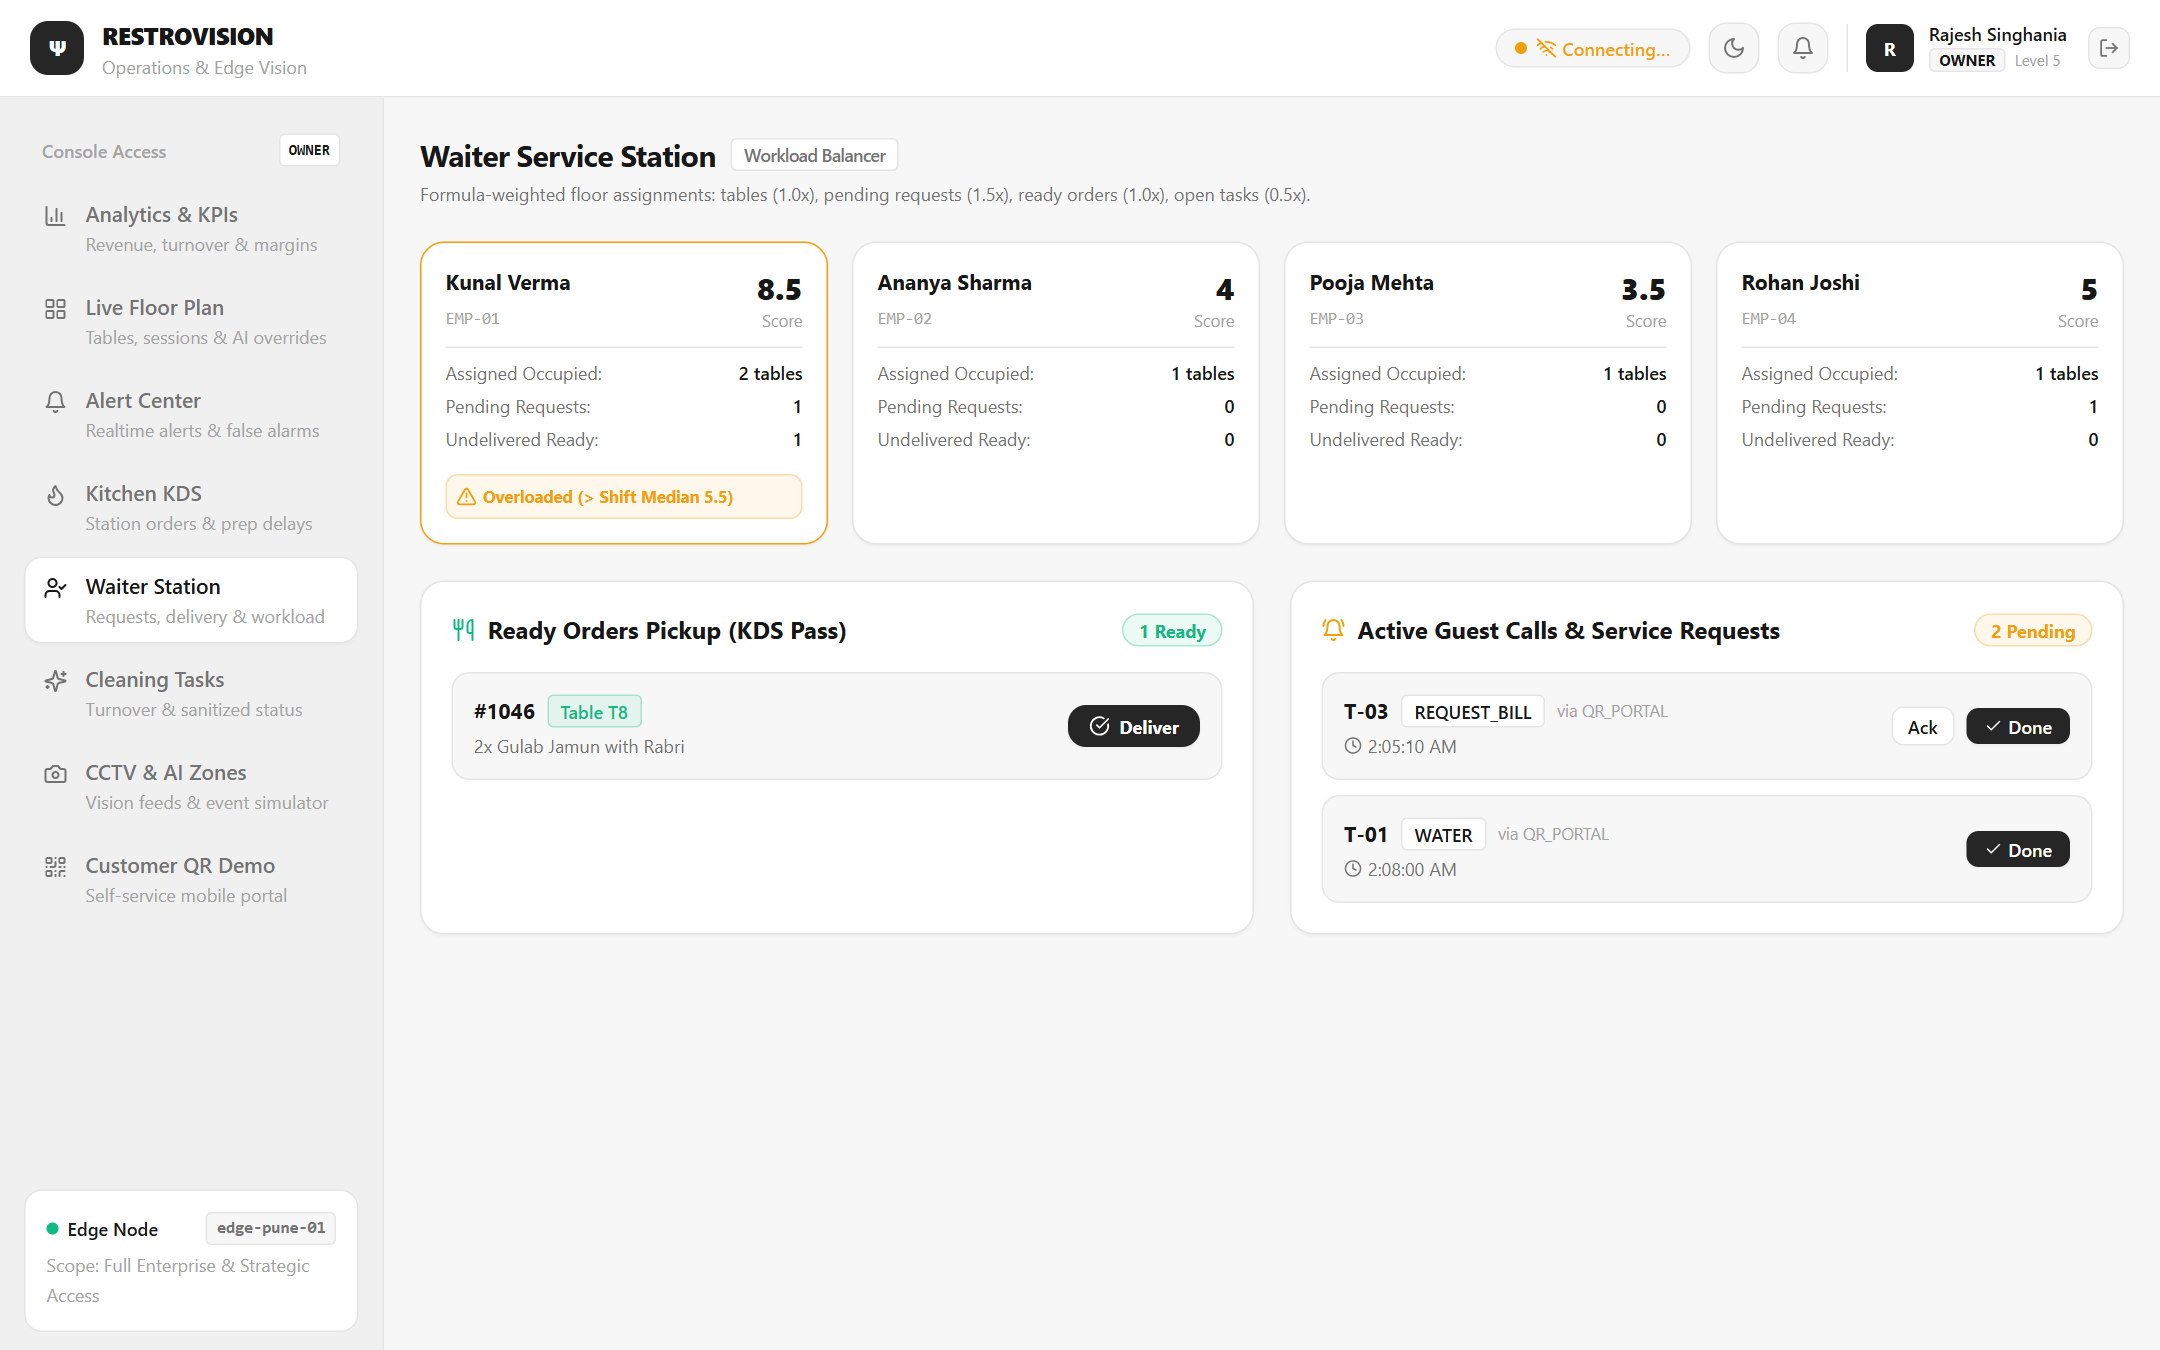 Ψ
RESTROVISION
Operations & Edge Vision
Connecting...
R
Rajesh Singhania
OWNER Level 5
Console Access OWNER
Analytics & KPIs
Revenue, turnover & margins
Live Floor Plan
Tables, sessions & AI overrides
Alert Center
Realtime alerts & false alarms
Kitchen KDS
Station orders & prep delays
Waiter Station
Requests, delivery & workload
Cleaning Tasks
Turnover & sanitized status
CCTV & AI Zones
Vision feeds & event simulator
Customer QR Demo
Self-service mobile portal
Edge Node edge-pune-01
Scope: Full Enterprise & Strategic
Access
Waiter Service Station Workload Balancer
Formula-weighted floor assignments: tables (1.0x), pending requests (1.5x), ready orders (1.0x), open tasks (0.5x).
Kunal Verma 8.5
EMP-01 Score
Assigned Occupied: 2 tables
Pending Requests: 1
Undelivered Ready: 1
Overloaded (> Shift Median 5.5)
Ananya Sharma 4
EMP-02 Score
Assigned Occupied: 1 tables
Pending Requests: 0
Undelivered Ready: 0
Pooja Mehta 3.5
EMP-03 Score
Assigned Occupied: 1 tables
Pending Requests: 0
Undelivered Ready: 0
Rohan Joshi 5
EMP-04 Score
Assigned Occupied: 1 tables
Pending Requests: 1
Undelivered Ready: 0
Ready Orders Pickup (KDS Pass) 1 Ready
#1046 Table T8
2x Gulab Jamun with Rabri
Deliver
Active Guest Calls & Service Requests 2 Pending
T-03 REQUEST_BILL via QR_PORTAL
2:05:10 AM
Ack Done
T-01 WATER via QR_PORTAL
2:08:00 AM
Done